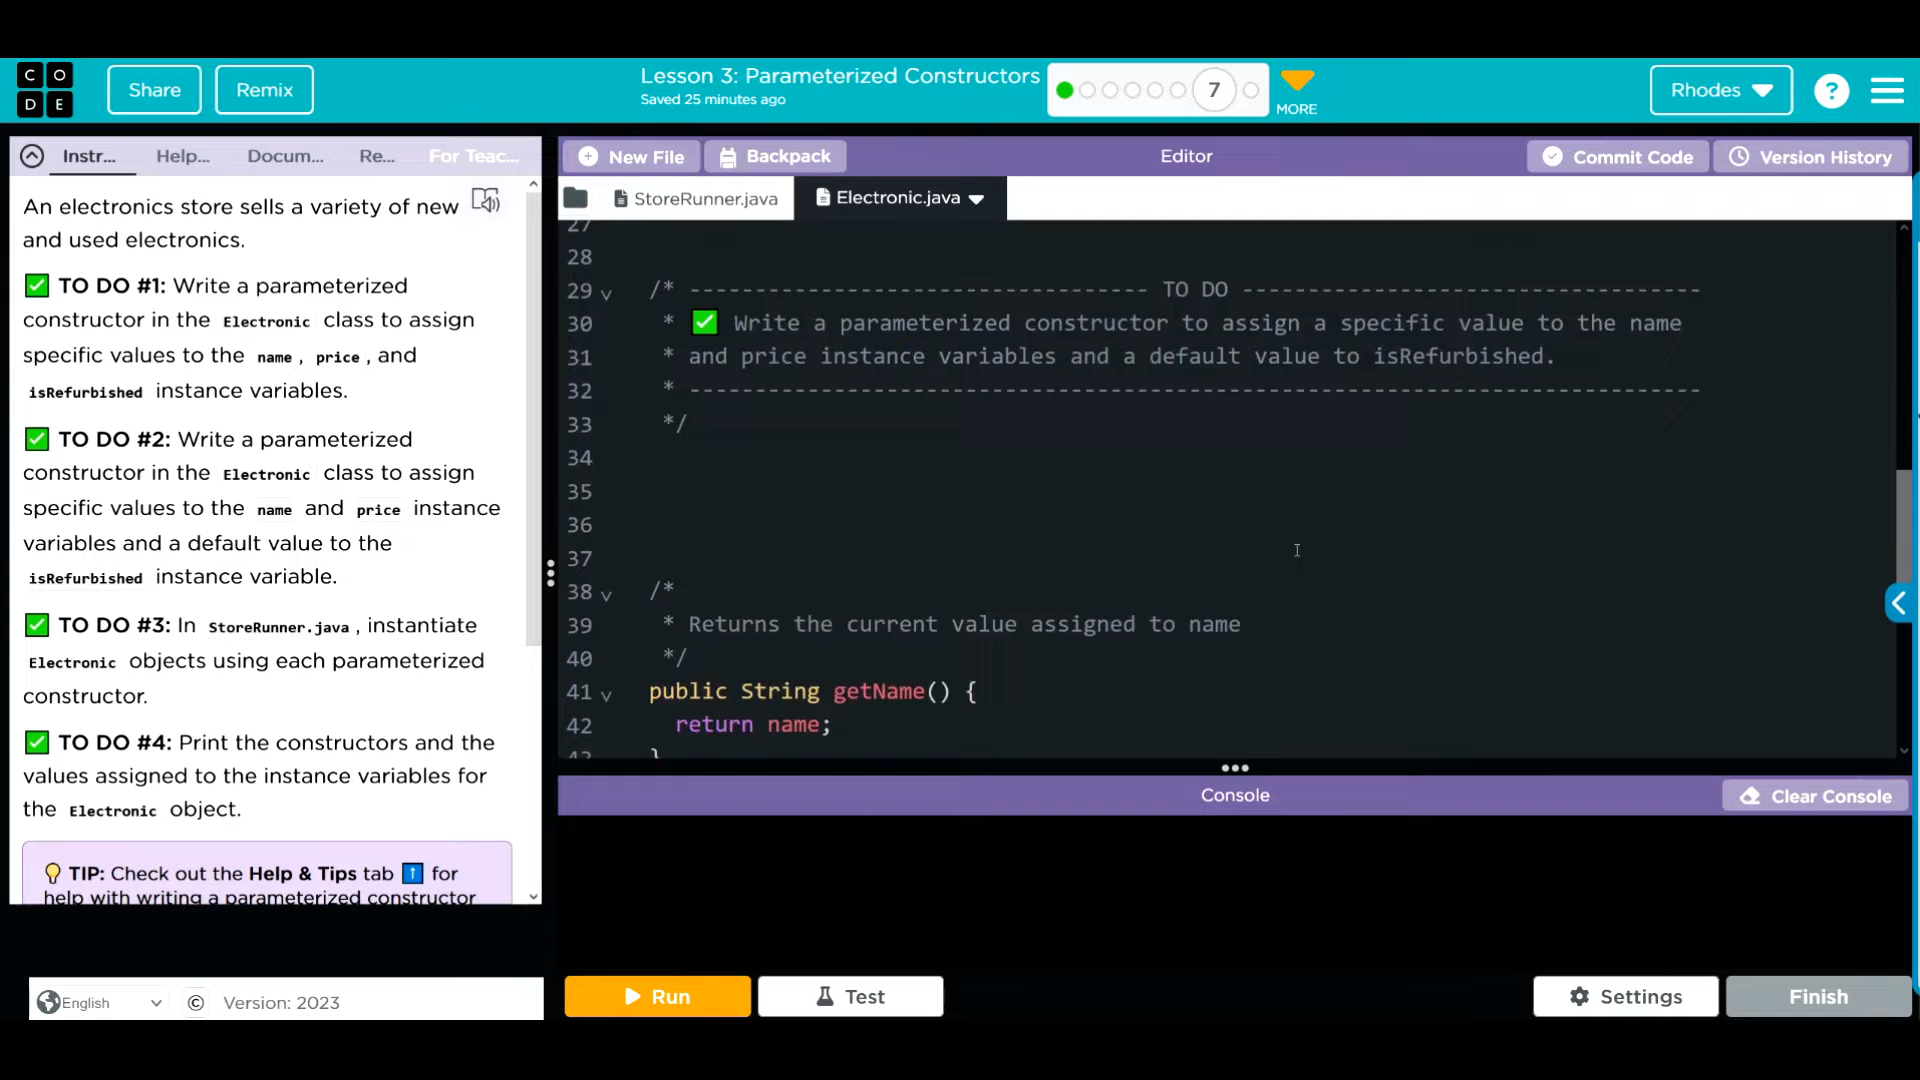 C O
D E
Share
Remix
Lesson 3: Parameterized Constructors
Saved 25 minutes ago
7
MORE
Rhodes
?
Instr...
Help...
Docum...
Re...
For Teac...
An electronics store sells a variety of new
and used electronics.
TO DO #1: Write a parameterized
constructor in the Electronic class to assign
specific values to the name, price, and
isRefurbished instance variables.
TO DO #2: Write a parameterized
constructor in the Electronic class to assign
specific values to the name and price instance
variables and a default value to the
isRefurbished instance variable.
TO DO #3: In StoreRunner.java, instantiate
Electronic objects using each parameterized
constructor.
TO DO #4: Print the constructors and the
values assigned to the instance variables for
the Electronic object.
TIP: Check out the Help & Tips tab for
help with writing a parameterized constructor
English
© Version: 2023
New File
Backpack
Editor
Commit Code
Version History
StoreRunner.java
Electronic.java
27
28
29 /* ----------------------------------- TO DO -----------------------------------
30 * ✅ Write a parameterized constructor to assign a specific value to the name
31 * and price instance variables and a default value to isRefurbished.
32 * -----------------------------------------------------------------------------
33 */
34
35
36
37
38 /*
39 * Returns the current value assigned to name
40 */
41 public String getName() {
42 return name;
43 }
Console
Clear Console
Run
Test
Settings
Finish